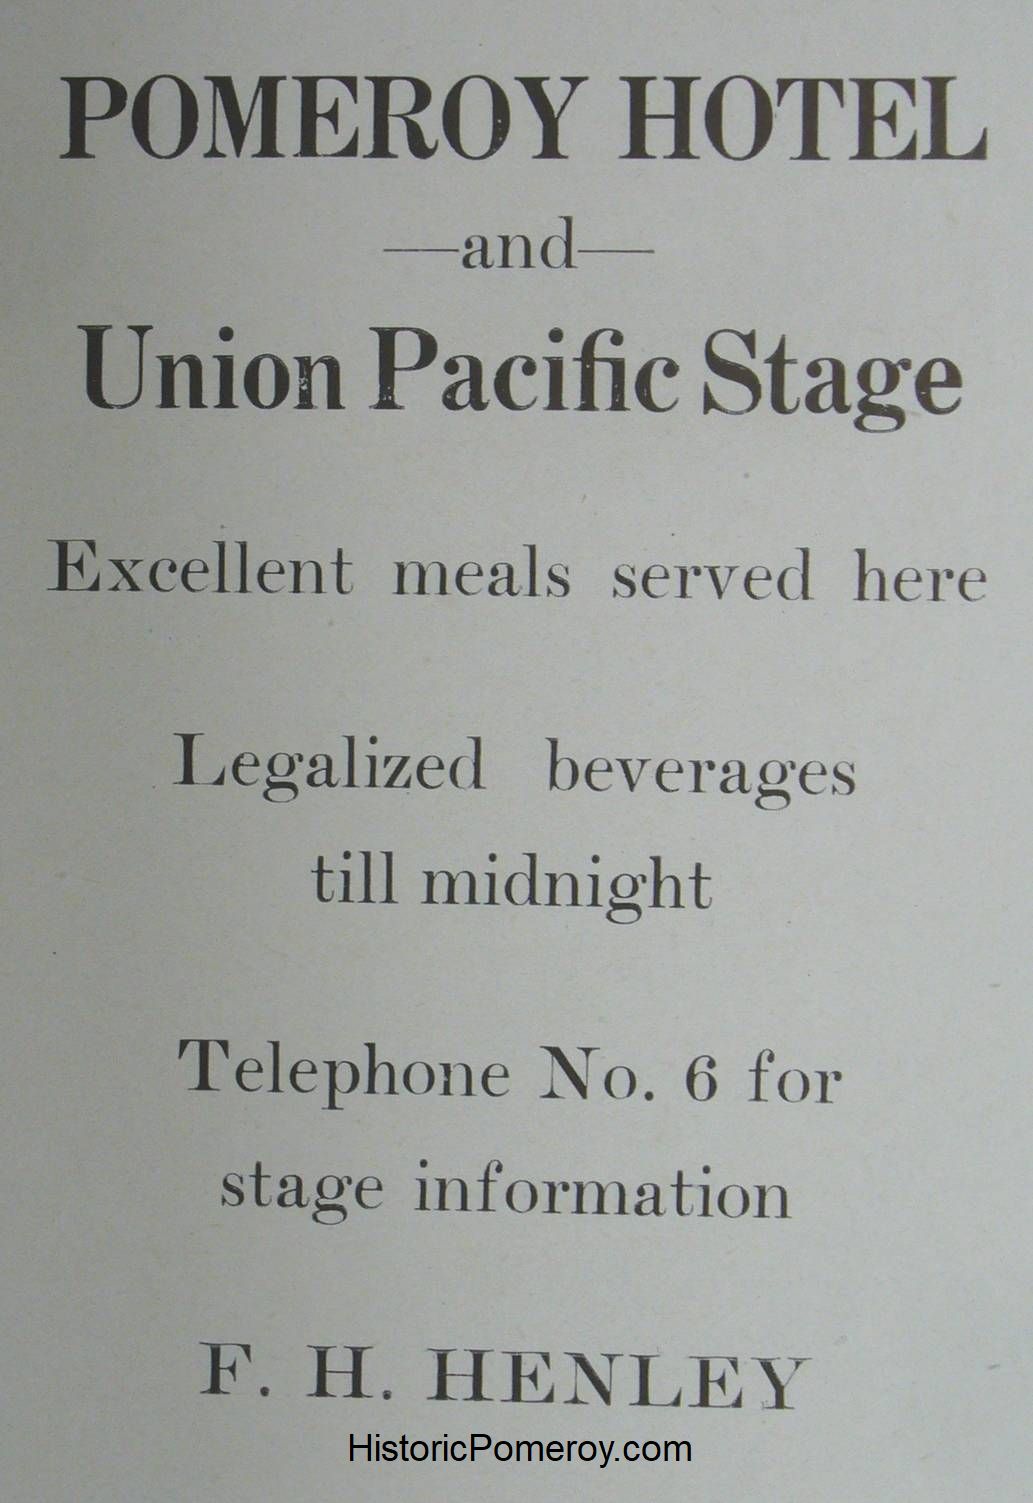 POMEROY HOTEL
—and—
Union Pacific Stage
Excellent meals served here
Legalized beverages
till midnight
Telephone No. 6 for
stage information
F. H. HENLEY
HistoricPomeroy.com